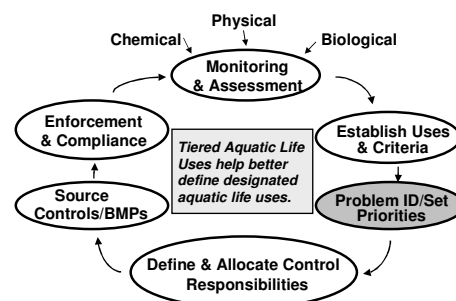 Physical
Chemical
Biological
Monitoring
& Assessment
Enforcement
& Compliance
Establish Uses
& Criteria
Tiered Aquatic Life
Uses help better
define designated
aquatic life uses.
Source
Controls/BMPs
Problem ID/Set
Priorities
Define & Allocate Control
Responsibilities